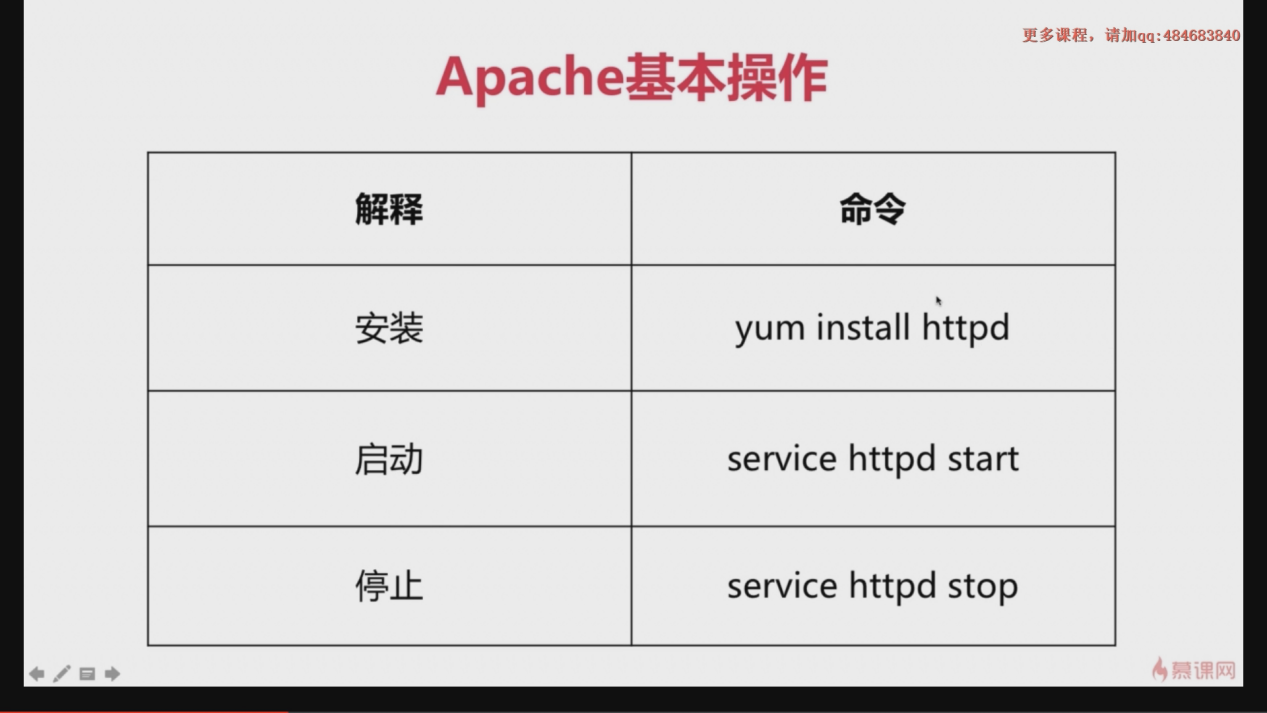 更多课程，请加qq:484683840
Apache基本操作
解释 命令
安装 yum install httpd
启动 service httpd start
停止 service httpd stop
慕课网